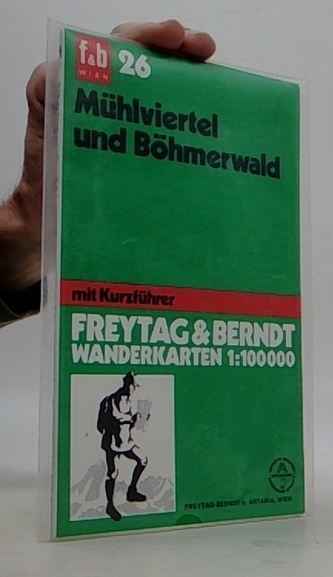 f&b 26
WIEN
Mühlviertel
und Böhmerwald
mit Kurzführer
FREYTAG & BERNDT
WANDERKARTEN 1:100000
FREYTAG-BERNDT u. ARTARIA, WIEN